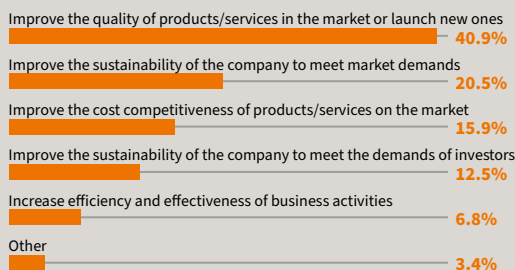 Improve the quality of products/services in the market or launch new ones
40.9%
Improve the sustainability of the company to meet market demands
20.5%
Improve the cost competitiveness of products/services on the market
15.9%
Improve the sustainability of the company to meet the demands of investors
12.5%
Increase efficiency and effectiveness of business activities
6.8%
Other
3.4%